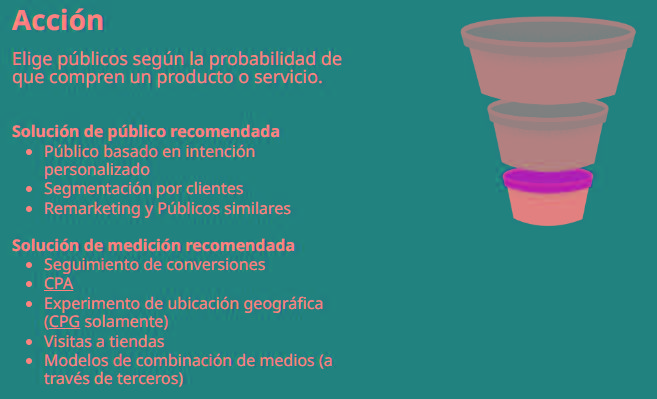 Acción
Elige públicos según la probabilidad de
que compren un producto o servicio.
Solución de público recomendada
• Público basado en intención
personalizado
• Segmentación por clientes
• Remarketing y Públicos similares
Solución de medición recomendada
• Seguimiento de conversiones
• CPA
• Experimento de ubicación geográfica
(CPG solamente)
• Visitas a tiendas
• Modelos de combinación de medios (a
través de terceros)